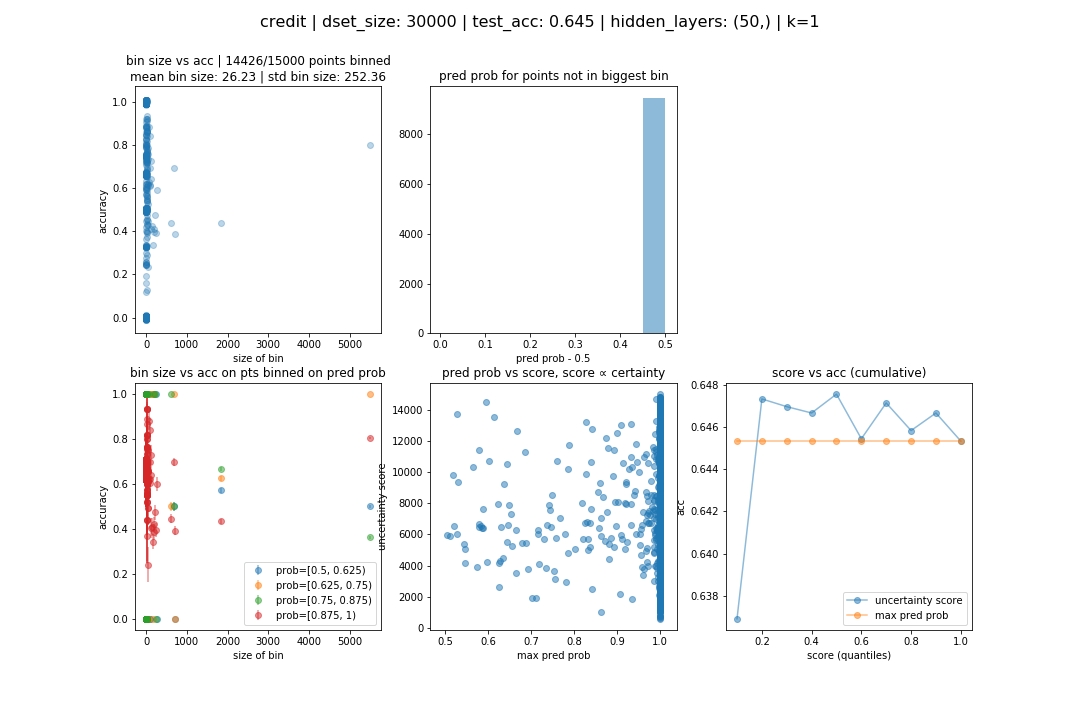 credit | dset_size: 30000 | test_acc: 0.645 | hidden_layers: (50,) | k=1
bin size vs acc | 14426/15000 points binned
mean bin size: 26.23 | std bin size: 252.36
1.0
0.8
0.6
0.4
0.2
0.0
accuracy
0 1000 2000 3000 4000 5000
size of bin
pred prob for points not in biggest bin
8000
6000
4000
2000
0
0.0 0.1 0.2 0.3 0.4 0.5
pred prob - 0.5
bin size vs acc on pts binned on pred prob
1.0
0.8
0.6
0.4
0.2
0.0
accuracy
prob=[0.5, 0.625)
prob=[0.625, 0.75)
prob=[0.75, 0.875)
prob=[0.875, 1)
0 1000 2000 3000 4000 5000
size of bin
pred prob vs score, score ∝ certainty
14000
12000
10000
8000
6000
4000
2000
0
uncertainty score
0.5 0.6 0.7 0.8 0.9 1.0
max pred prob
score vs acc (cumulative)
0.648
0.646
0.644
0.642
0.640
0.638
acc
uncertainty score
max pred prob
0.2 0.4 0.6 0.8 1.0
score (quantiles)